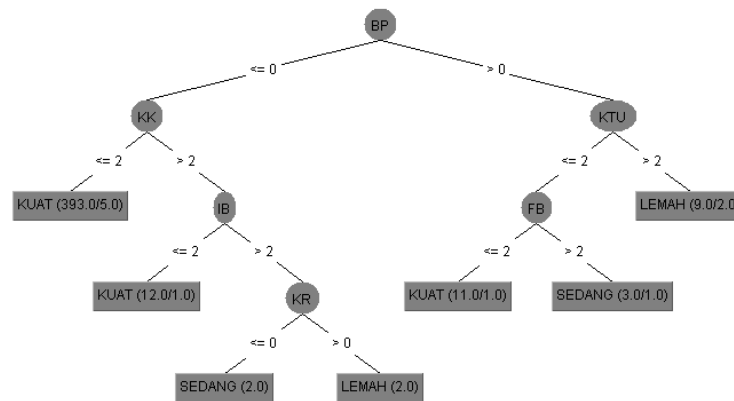 BP
<= 0
> 0
KK
KTU
<= 2
> 2
<= 2
> 2
KUAT (393.0/5.0)
IB
FB
LEMAH (9.0/2.0
<= 2
> 2
<= 2
> 2
KUAT (12.0/1.0)
KR
KUAT (11.0/1.0)
SEDANG (3.0/1.0)
<= 0
> 0
SEDANG (2.0)
LEMAH (2.0)